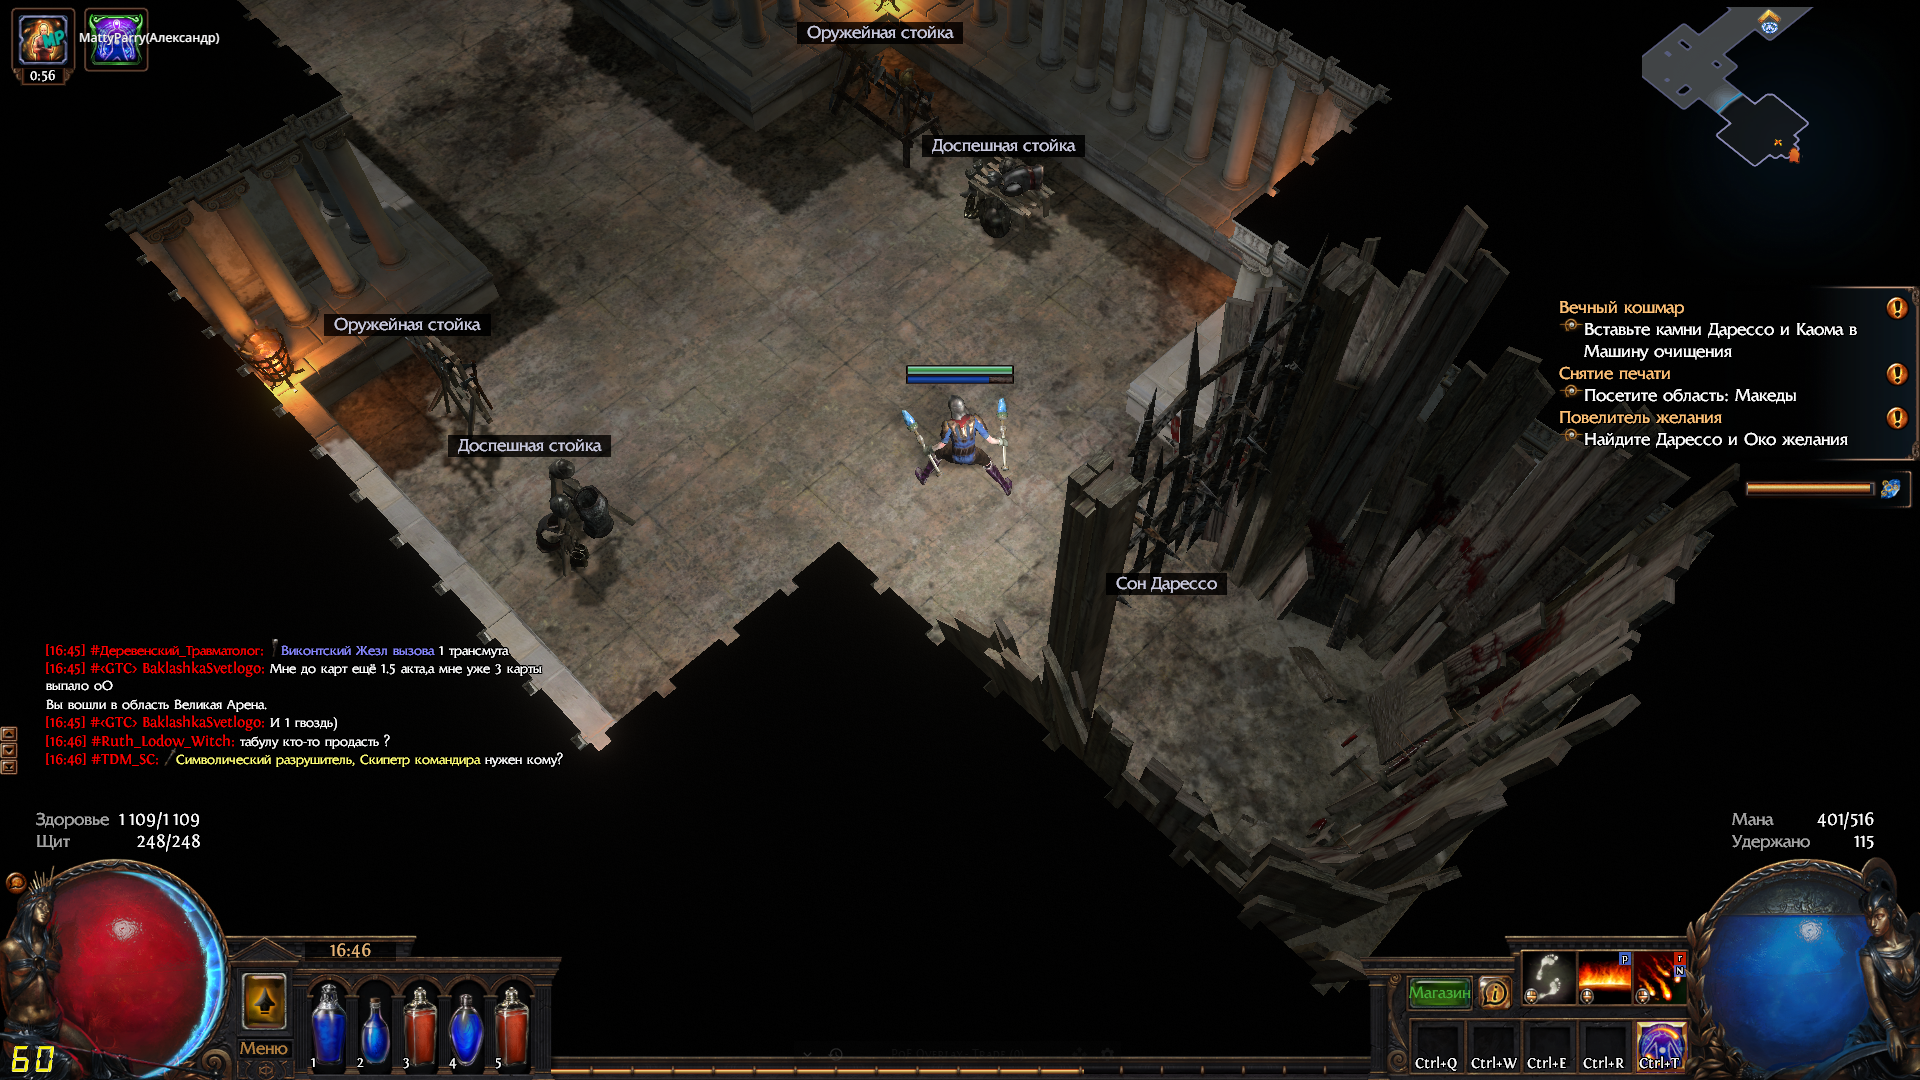 MP
MattyParry(Александр)
0:56
Оружейная стойка
Доспешная стойка
Оружейная стойка
Доспешная стойка
Сон Дарессо
Вечный кошмар
Вставьте камни Дарессо и Каома в
Машину очищения
Снятие печати
Посетите область: Македы
Повелитель желания
Найдите Дарессо и Око желания
[16:45] #Деревенский_Травматолог: Виконтский Жезл вызова 1 трансмута
[16:45] #<GTC> BaklashkaSvetlogo: Мне до карт ещё 1.5 акта,а мне уже 3 карты
выпало оО
Вы вошли в область Великая Арена.
[16:45] #<GTC> BaklashkaSvetlogo: И 1 гвоздь)
[16:46] #Ruth_Lodow_Witch: табулу кто-то продасть ?
[16:46] #TDM_SC: Символический разрушитель, Скипетр командира нужен кому?
Здоровье 1 109/1 109
Щит 248/248
Мана 401/516
Удержано 115
16:46
Меню
1 2 3 4 5
60
Магазин
P
r
N
Ctrl+Q Ctrl+W Ctrl+E Ctrl+R Ctrl+T